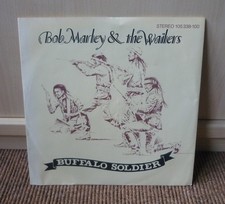 STEREO
Bob Marley & the Wailers
BUFFALO SOLDIER